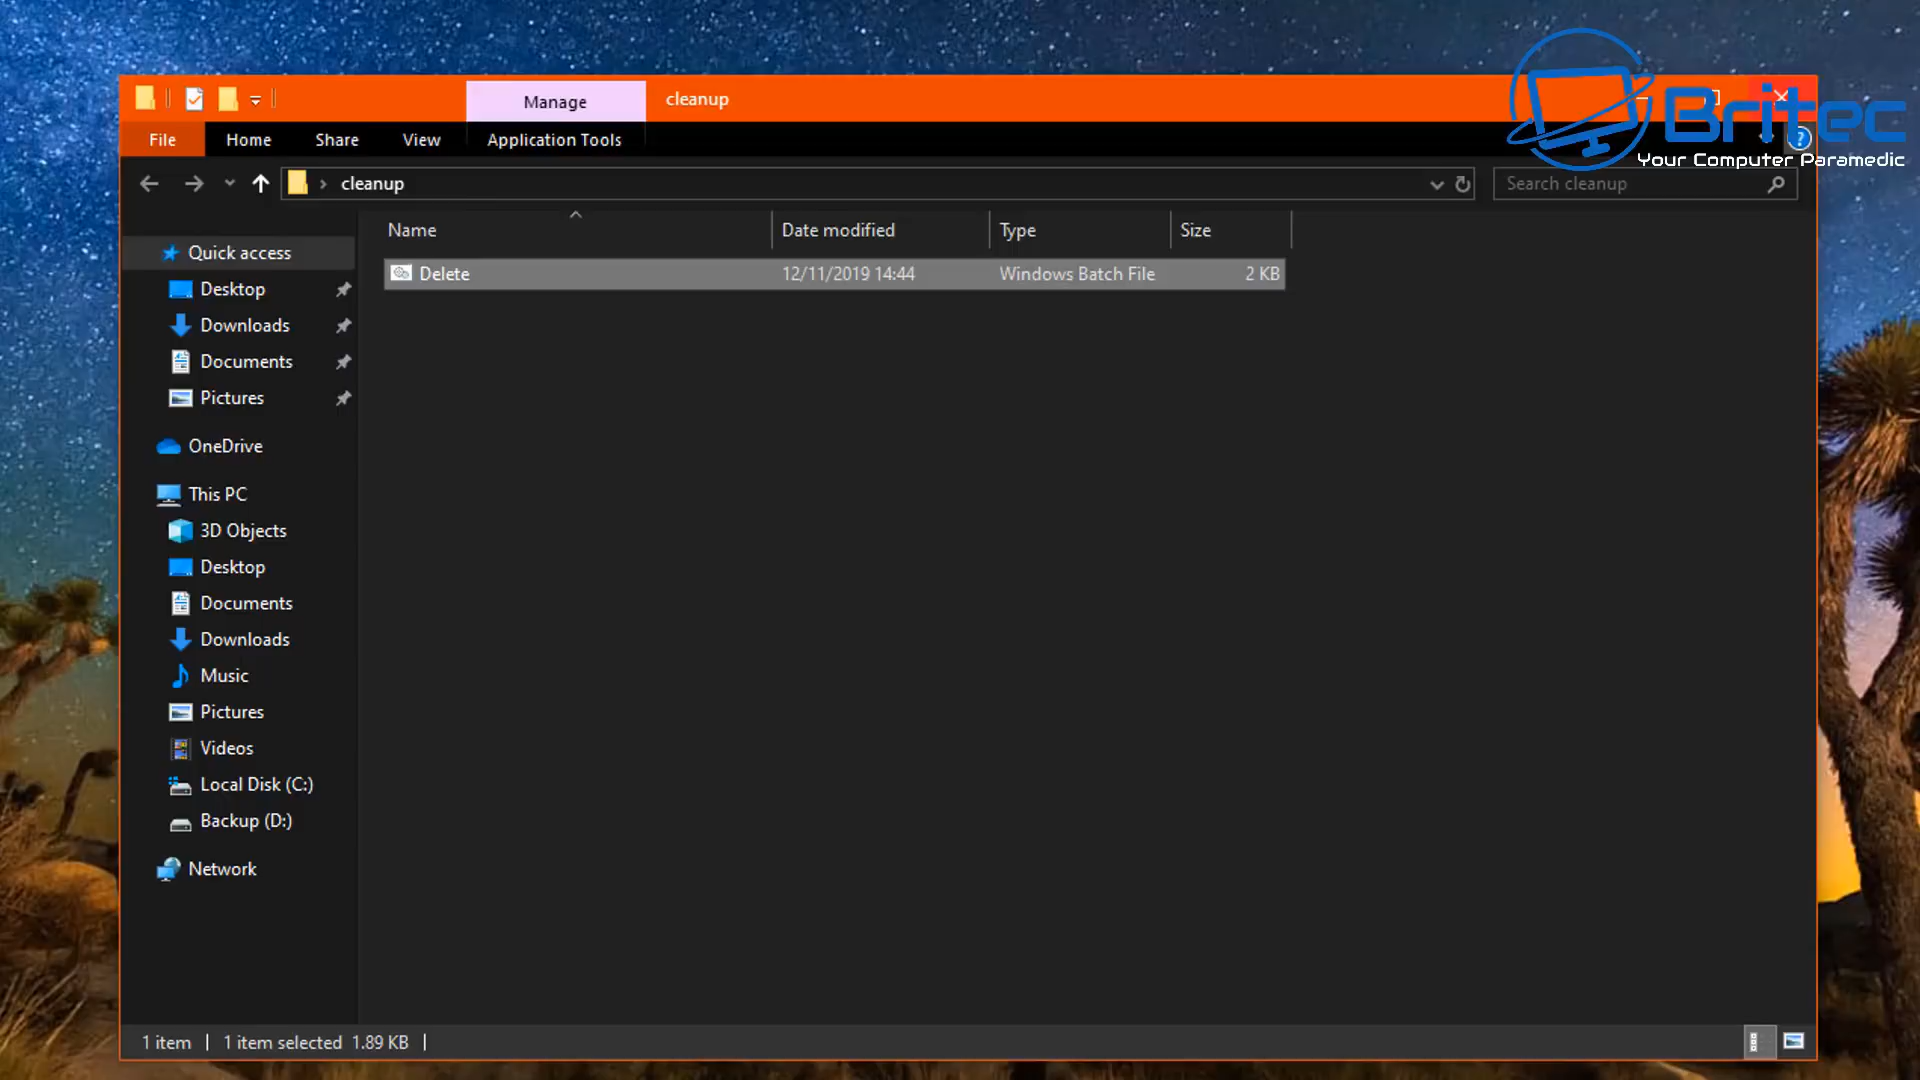 Manage
cleanup
Britec
Your Computer Paramedic
File
Home
Share
View
Application Tools
cleanup
Search cleanup
Name
Date modified
Type
Size
Delete
12/11/2019 14:44
Windows Batch File
2 KB
Quick access
Desktop
Downloads
Documents
Pictures
OneDrive
This PC
3D Objects
Desktop
Documents
Downloads
Music
Pictures
Videos
Local Disk (C:)
Backup (D:)
Network
1 item
1 item selected 1.89 KB